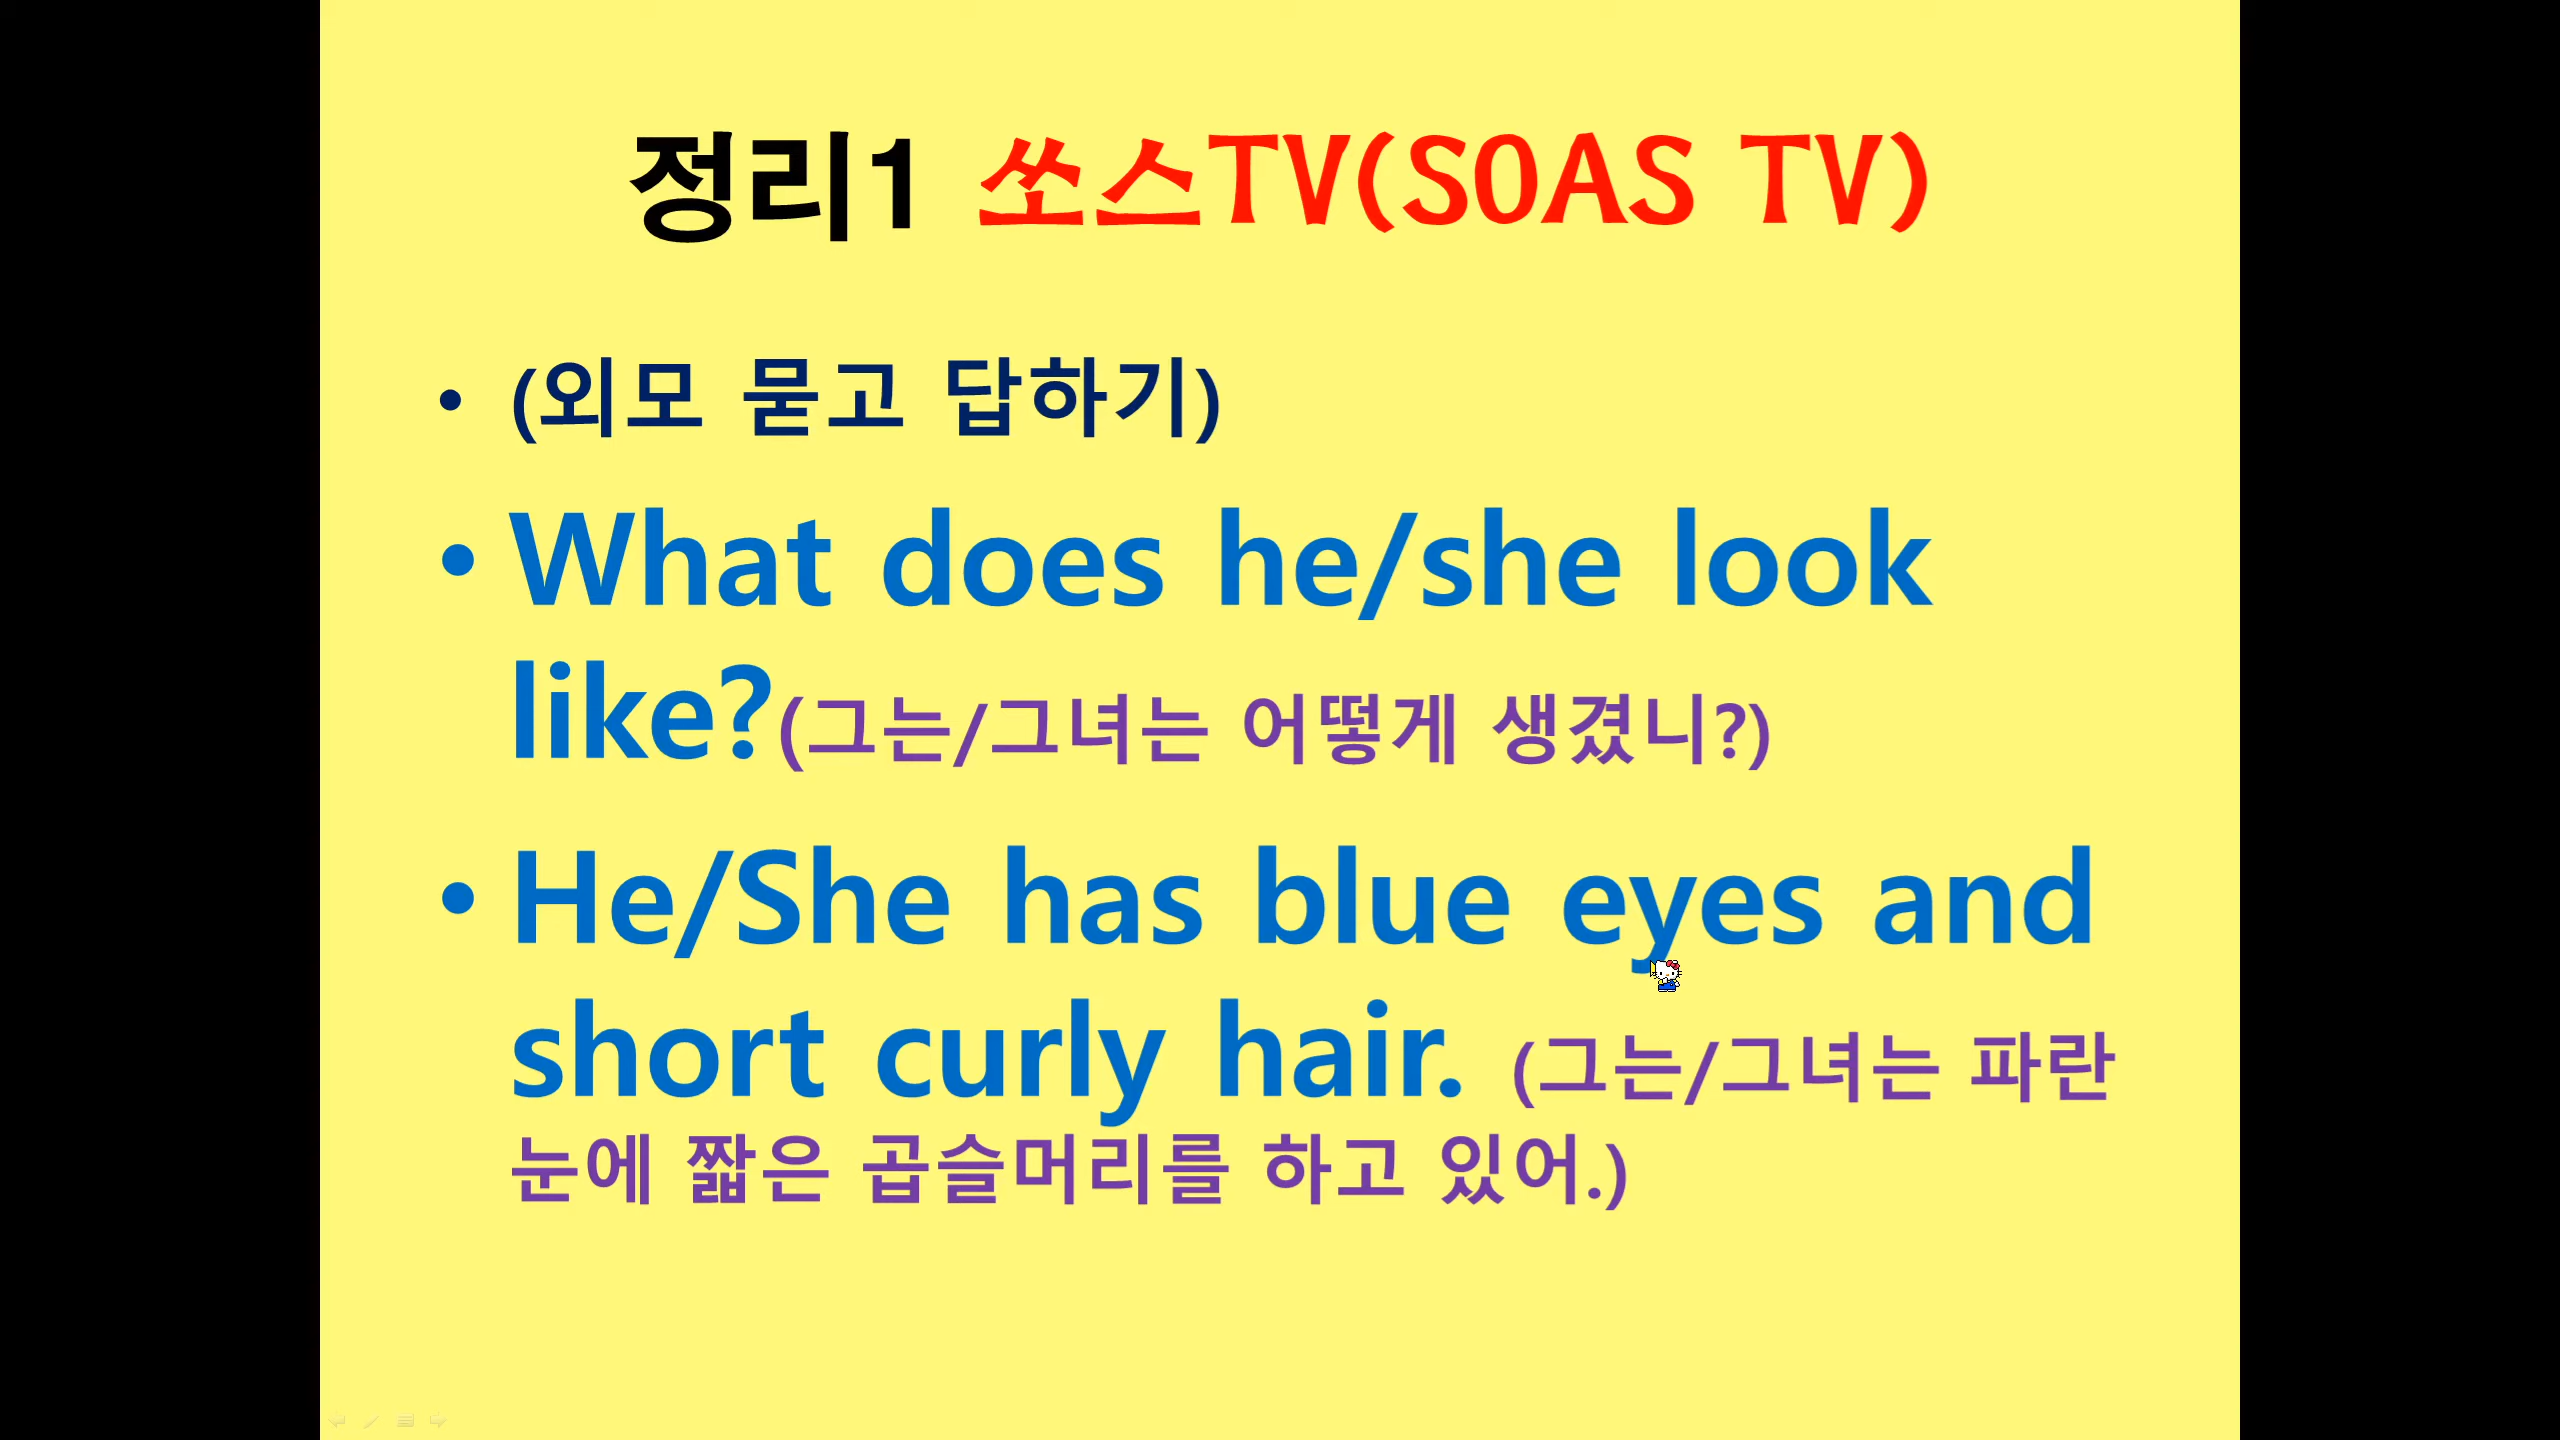 정리1 쏘스TV(SOAS TV)
• (외모 묻고 답하기)
• What does he/she look
like?(그는/그녀는 어떻게 생겼니?)
• He/She has blue eyes and
short curly hair. (그는/그녀는 파란
눈에 짧은 곱슬머리를 하고 있어.)